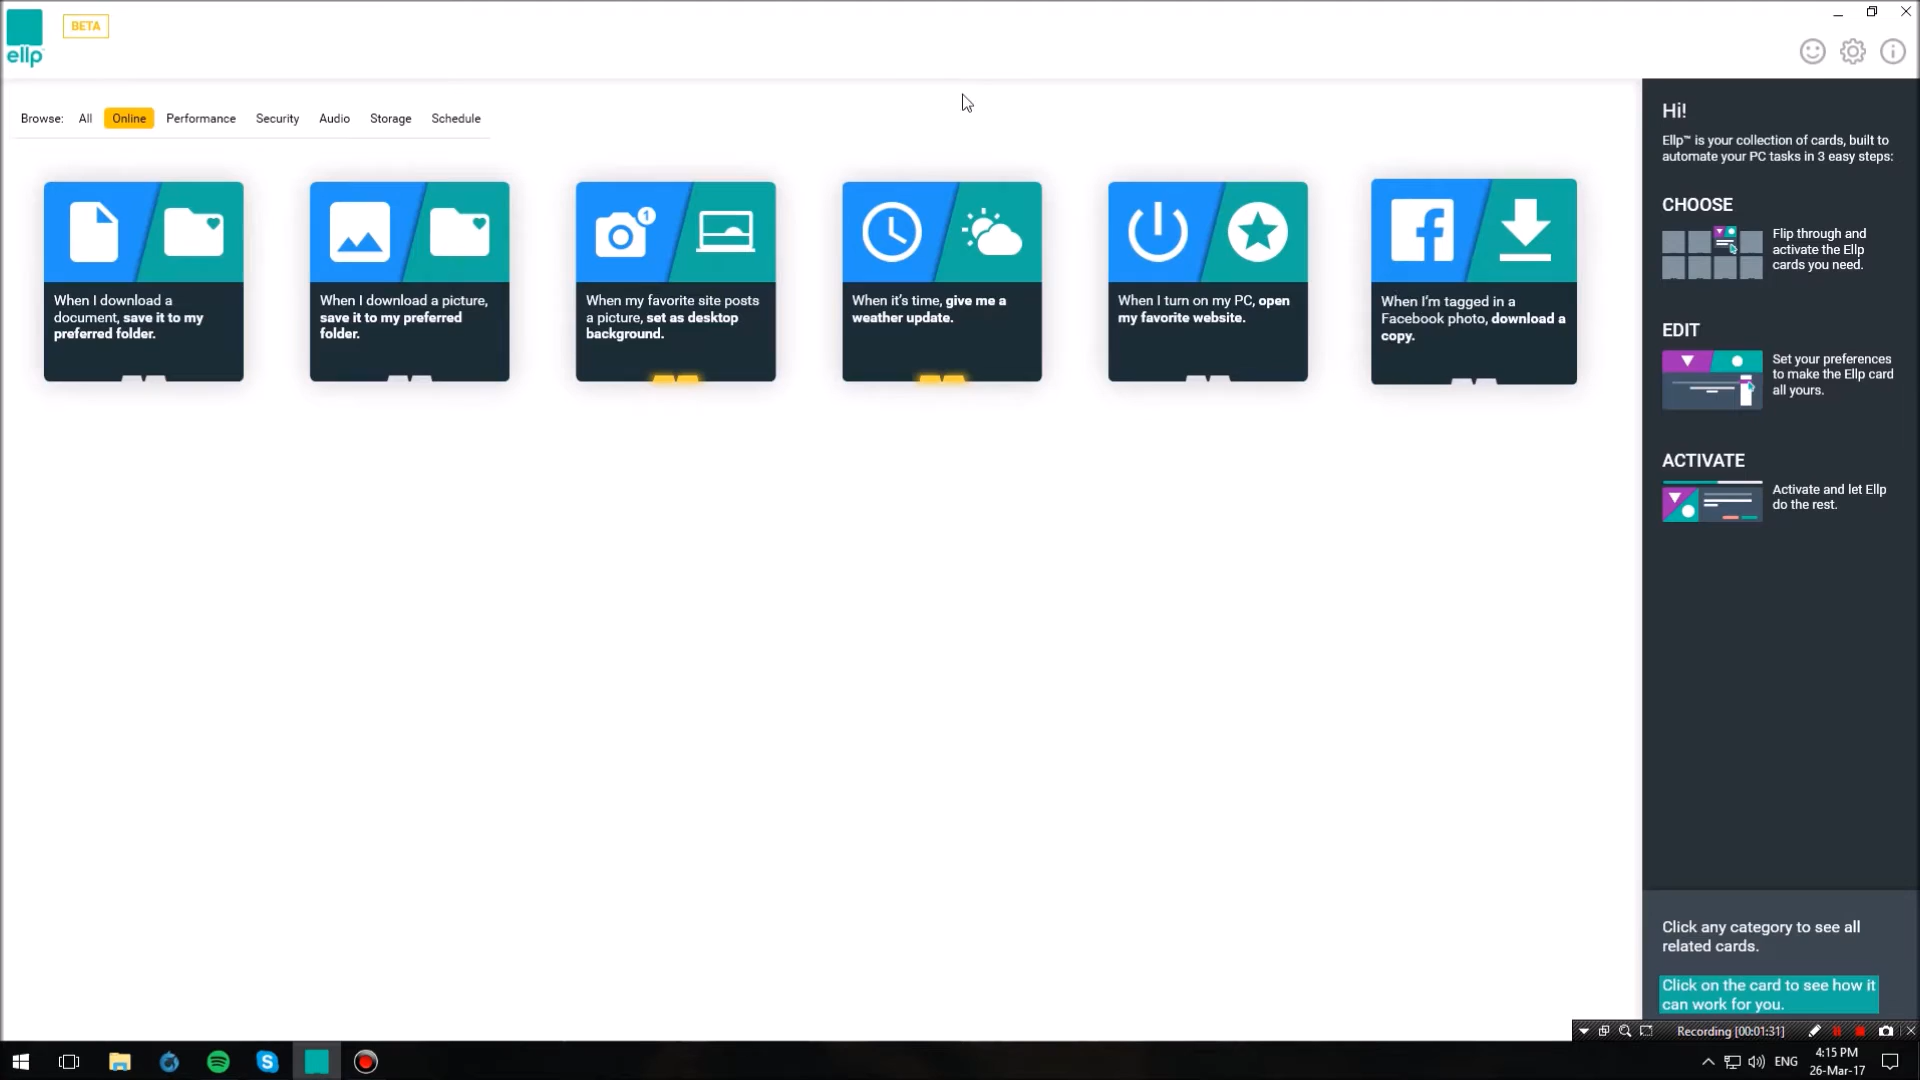 BETA
ellp
Browse: All Online Performance Security Audio Storage Schedule
When I download a
document, save it to my
preferred folder.
When I download a picture,
save it to my preferred
folder.
1
When my favorite site posts
a picture, set as desktop
background.
When it's time, give me a
weather update.
When I turn on my PC, open
my favorite website.
When I'm tagged in a
Facebook photo, download a
copy.
Hi!
Ellp™ is your collection of cards, built to
automate your PC tasks in 3 easy steps:
CHOOSE
Flip through and
activate the Ellp
cards you need.
EDIT
Set your preferences
to make the Ellp card
all yours.
ACTIVATE
Activate and let Ellp
do the rest.
Click any category to see all
related cards.
Click on the card to see how it
can work for you.
Recording [00:01:31]
ENG
4:15 PM
26-Mar-17